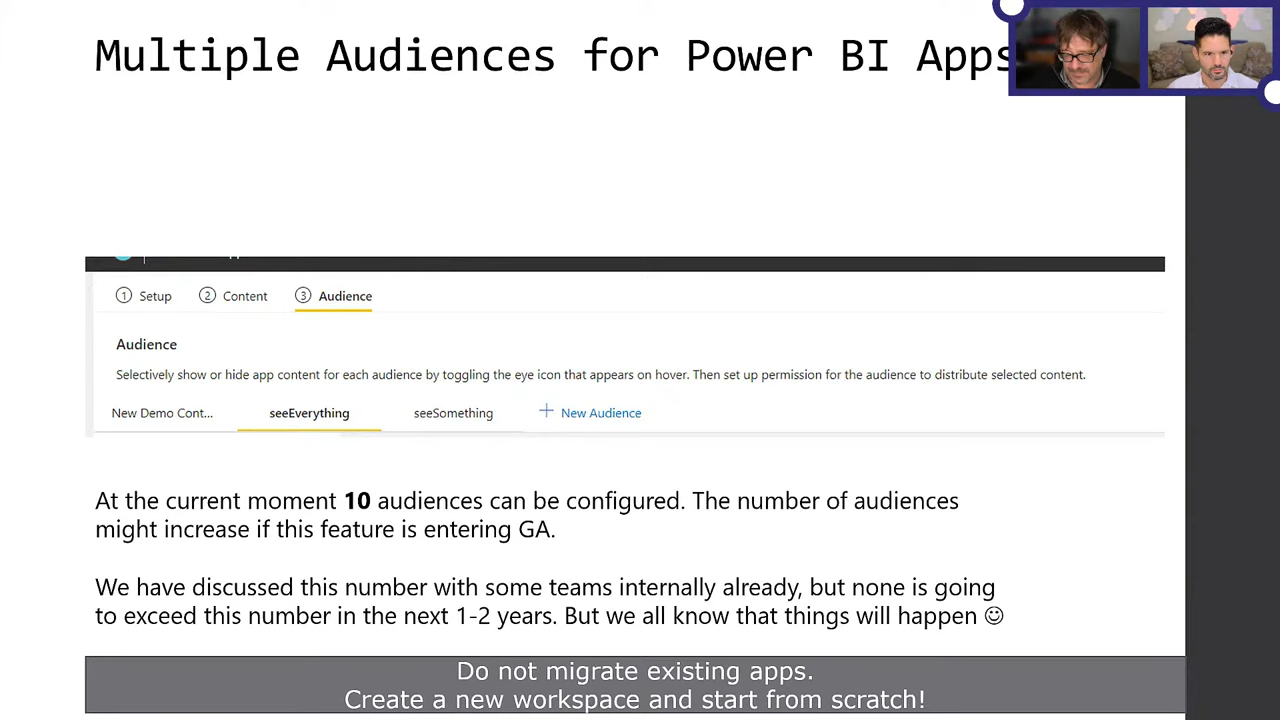 Multiple Audiences for Power BI Apps
1 Setup 2 Content 3 Audience
Audience
Selectively show or hide app content for each audience by toggling the eye icon that appears on hover. Then set up permission for the audience to distribute selected content.
New Demo Cont... seeEverything seeSomething + New Audience
At the current moment 10 audiences can be configured. The number of audiences
might increase if this feature is entering GA.
We have discussed this number with some teams internally already, but none is going
to exceed this number in the next 1-2 years. But we all know that things will happen ☺
Do not migrate existing apps.
Create a new workspace and start from scratch!